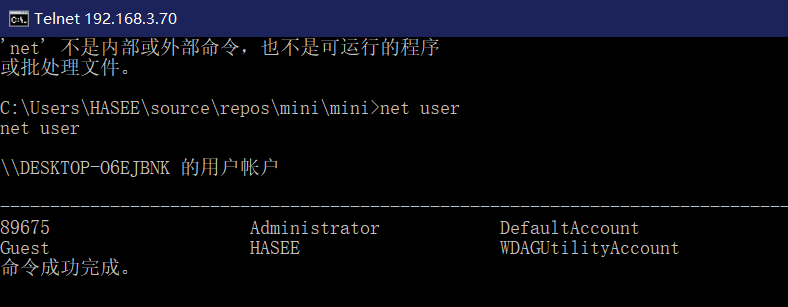 Telnet 192.168.3.70
'net' 不是内部或外部命令，也不是可运行的程序
或批处理文件。
C:\Users\HASEE\source\repos\mini\mini>net user
net user
\\DESKTOP-O6EJBNK 的用户帐户
-------------------------------------------------------------------------------
89675 Administrator DefaultAccount
Guest HASEE WDAGUtilityAccount
命令成功完成。